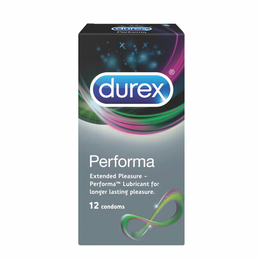 durex®
Performa
Extended Pleasure –
Performa™ Lubricant for
longer lasting pleasure.
12 condoms